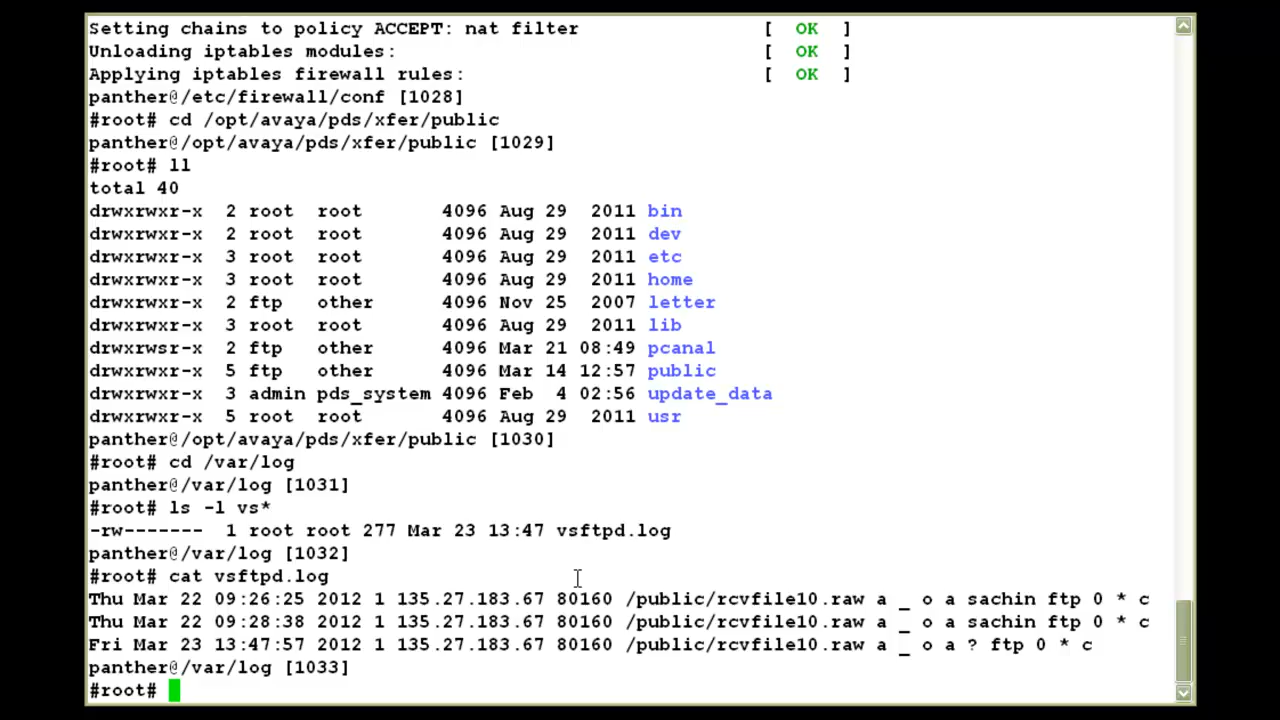 Setting chains to policy ACCEPT: nat filter [ OK ]
Unloading iptables modules: [ OK ]
Applying iptables firewall rules: [ OK ]
panther@/etc/firewall/conf [1028]
#root# cd /opt/avaya/pds/xfer/public
panther@/opt/avaya/pds/xfer/public [1029]
#root# ll
total 40
drwxrwxr-x 2 root root 4096 Aug 29 2011 bin
drwxrwxr-x 2 root root 4096 Aug 29 2011 dev
drwxrwxr-x 3 root root 4096 Aug 29 2011 etc
drwxrwxr-x 3 root root 4096 Aug 29 2011 home
drwxrwxr-x 2 ftp other 4096 Nov 25 2007 letter
drwxrwxr-x 3 root root 4096 Aug 29 2011 lib
drwxrwsr-x 2 ftp other 4096 Mar 21 08:49 pcanal
drwxrwxr-x 5 ftp other 4096 Mar 14 12:57 public
drwxrwxr-x 3 admin pds_system 4096 Feb 4 02:56 update_data
drwxrwxr-x 5 root root 4096 Aug 29 2011 usr
panther@/opt/avaya/pds/xfer/public [1030]
#root# cd /var/log
panther@/var/log [1031]
#root# ls -l vs*
-rw------- 1 root root 277 Mar 23 13:47 vsftpd.log
panther@/var/log [1032]
#root# cat vsftpd.log
Thu Mar 22 09:26:25 2012 1 135.27.183.67 80160 /public/rcvfile10.raw a _ o a sachin ftp 0 * c
Thu Mar 22 09:28:38 2012 1 135.27.183.67 80160 /public/rcvfile10.raw a _ o a sachin ftp 0 * c
Fri Mar 23 13:47:57 2012 1 135.27.183.67 80160 /public/rcvfile10.raw a _ o a ? ftp 0 * c
panther@/var/log [1033]
#root#